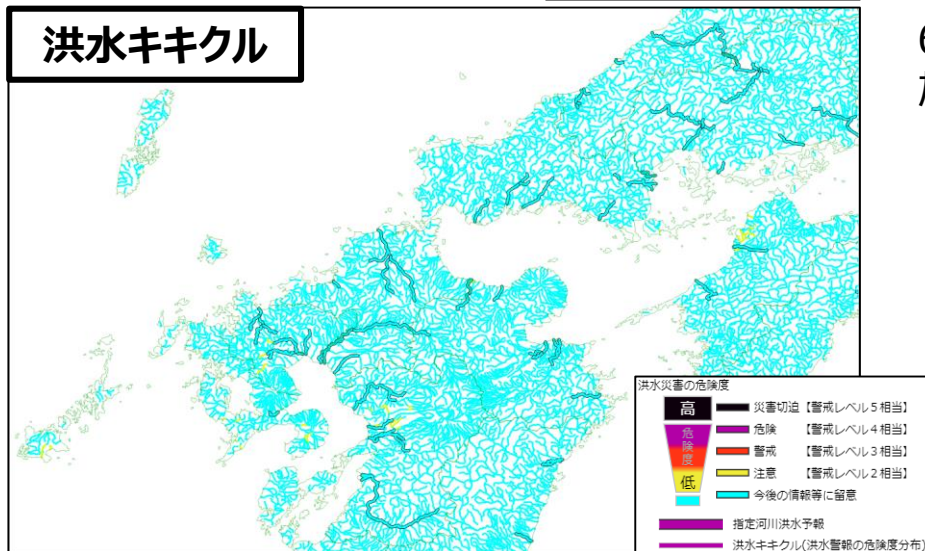 洪水キキクル
洪水災害の危険度
高
危険度
低
災害切迫【警戒レベル5相当】
危険 【警戒レベル4相当】
警戒 【警戒レベル3相当】
注意 【警戒レベル2相当】
今後の情報等に留意
指定河川洪水予報
洪水キキクル(洪水警報の危険度分布)